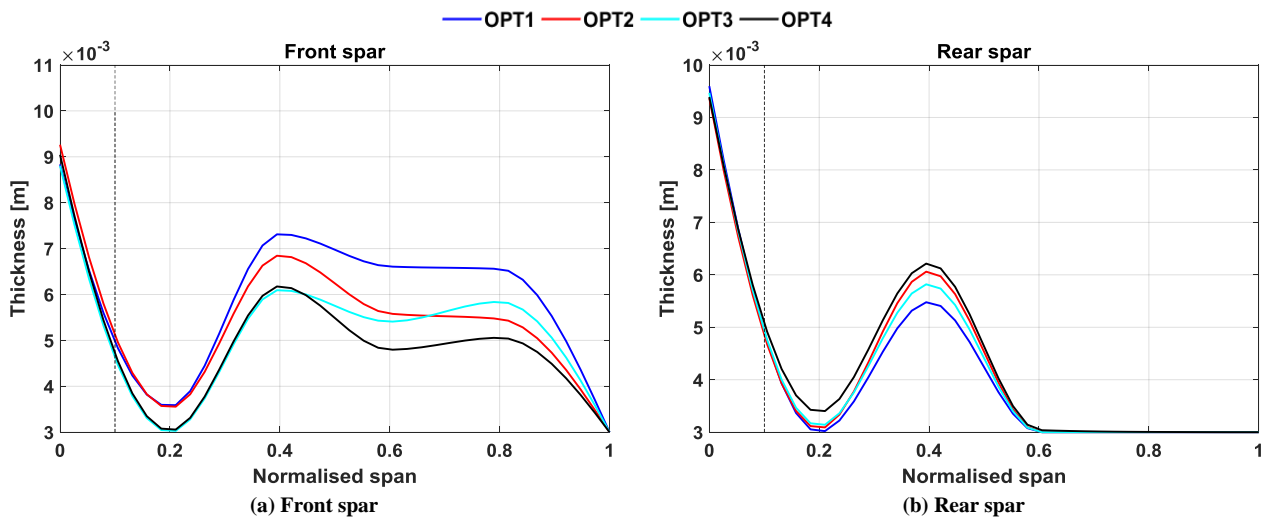 OPT1 OPT2 OPT3 OPT4
Front spar
×10⁻³
11
10
9
8
7
6
5
4
3
Thickness [m]
0 0.2 0.4 0.6 0.8 1
Normalised span
(a) Front spar
Rear spar
×10⁻³
10
9
8
7
6
5
4
3
Thickness [m]
0 0.2 0.4 0.6 0.8 1
Normalised span
(b) Rear spar